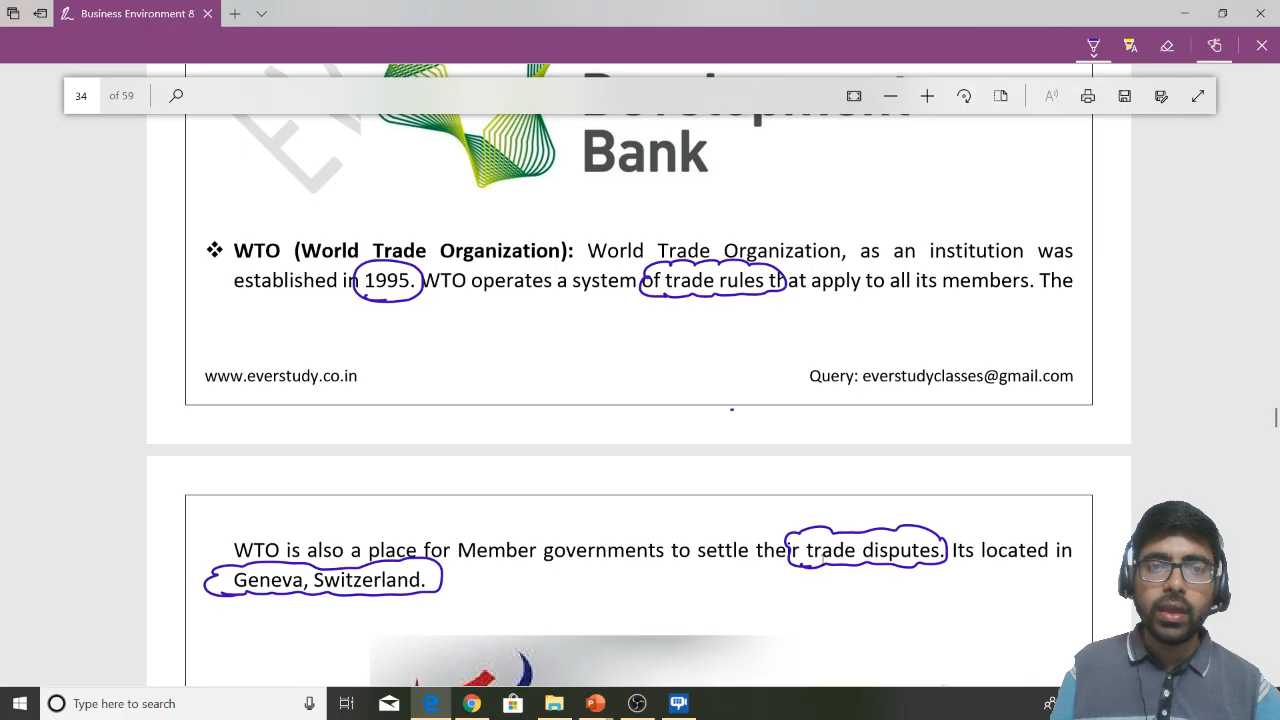 Business Environment 8
34 of 59
Development
Bank
❖ WTO (World Trade Organization): World Trade Organization, as an institution was
established in 1995. WTO operates a system of trade rules that apply to all its members. The
www.everstudy.co.in
Query: everstudyclasses@gmail.com
WTO is also a place for Member governments to settle their trade disputes. Its located in
Geneva, Switzerland.
Type here to search